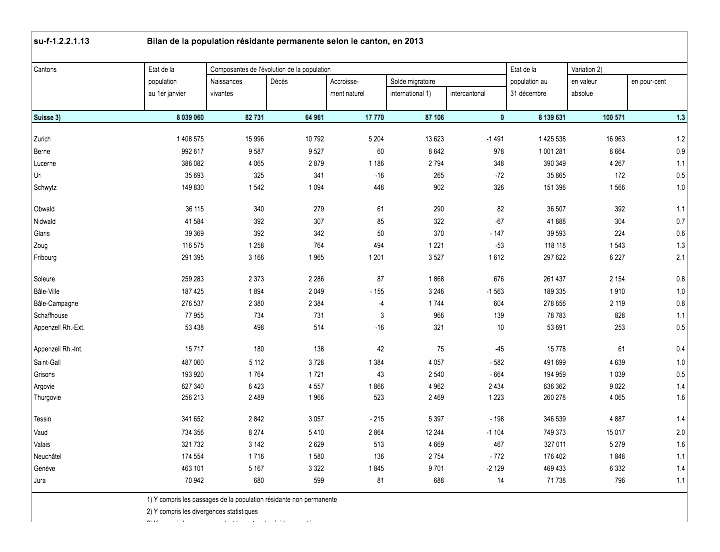 su-f-1.2.2.1.13 Bilan de la population résidante permanente selon le canton, en 2013
Cantons Etat de la Composantes de l'évolution de la population Etat de la Variation 2)
population Naissances Décès Accroisse- Solde migratoire population au en valeur en pour-cent
au 1er janvier vivantes ment naturel international 1) intercantonal 31 décembre absolue
Suisse 3) 8 039 060 82 731 64 961 17 770 87 106 0 8 139 631 100 571 1.3
Zurich 1 408 575 15 996 10 792 5 204 13 623 -1 491 1 425 538 16 963 1.2
Berne 992 617 9 587 9 527 60 8 642 978 1 001 281 8 664 0.9
Lucerne 386 082 4 065 2 879 1 186 2 794 348 390 349 4 267 1.1
Uri 35 693 325 341 -16 265 -72 35 865 172 0.5
Schwytz 149 830 1 542 1 094 448 902 326 151 396 1 566 1.0
Obwald 36 115 340 279 61 290 82 36 507 392 1.1
Nidwald 41 584 392 307 85 322 -67 41 888 304 0.7
Glaris 39 369 392 342 50 370 - 147 39 593 224 0.6
Zoug 116 575 1 258 764 494 1 221 -53 118 118 1 543 1.3
Fribourg 291 395 3 166 1 965 1 201 3 527 1 612 297 622 6 227 2.1
Soleure 259 283 2 373 2 286 87 1 868 676 261 437 2 154 0.8
Bâle-Ville 187 425 1 894 2 049 - 155 3 246 -1 563 189 335 1 910 1.0
Bâle-Campagne 276 537 2 380 2 384 -4 1 744 604 278 656 2 119 0.8
Schaffhouse 77 955 734 731 3 966 139 78 783 828 1.1
Appenzell Rh.-Ext. 53 438 498 514 -16 321 10 53 691 253 0.5
Appenzell Rh.-Int. 15 717 180 138 42 75 -45 15 778 61 0.4
Saint-Gall 487 060 5 112 3 728 1 384 4 057 - 582 491 699 4 639 1.0
Grisons 193 920 1 764 1 721 43 2 540 - 664 194 959 1 039 0.5
Argovie 627 340 6 423 4 557 1 866 4 962 2 434 636 362 9 022 1.4
Thurgovie 256 213 2 489 1 966 523 2 469 1 223 260 278 4 065 1.6
Tessin 341 652 2 842 3 057 - 215 5 397 - 198 346 539 4 887 1.4
Vaud 734 356 8 274 5 410 2 864 12 244 -1 104 749 373 15 017 2.0
Valais 321 732 3 142 2 629 513 4 669 467 327 011 5 279 1.6
Neuchâtel 174 554 1 716 1 580 136 2 754 - 772 176 402 1 848 1.1
Genève 463 101 5 167 3 322 1 845 9 701 -2 129 469 433 6 332 1.4
Jura 70 942 680 599 81 688 14 71 738 796 1.1
1) Y compris les passages de la population résidante non permanente
2) Y compris les divergences statistiques